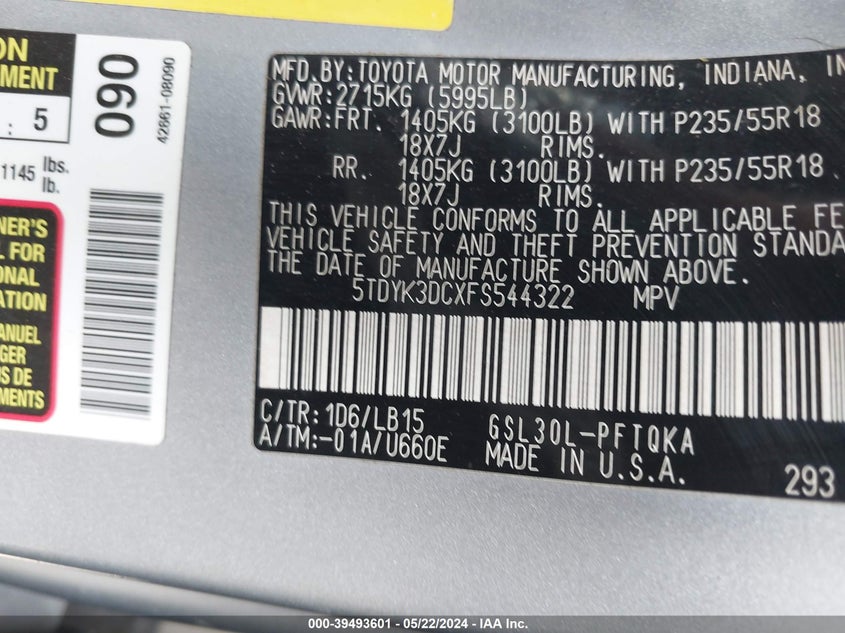 ON
MENT
: 5
1145 lbs.
lb.
NER'S
L FOR
ONAL
ATION
MANUEL
GER
US DE
EMENTS
090
42661-08090
MFD.BY:TOYOTA MOTOR MANUFACTURING, INDIANA, IN
GVWR:2715KG (5995LB)
GAWR:FRT. 1405KG (3100LB) WITH P235/55R18
18X7J RIMS.
RR. 1405KG (3100LB) WITH P235/55R18
18X7J RIMS.
THIS VEHICLE CONFORMS TO ALL APPLICABLE FE
VEHICLE SAFETY AND THEFT PREVENTION STANDA
THE DATE OF MANUFACTURE SHOWN ABOVE.
5TDYK3DCXFS544322 MPV
C/TR:1D6/LB15 GSL30L-PFTQKA
A/TM:-01A/U660E MADE IN U.S.A.
293
000-39493601 - 05/22/2024 - IAA Inc.